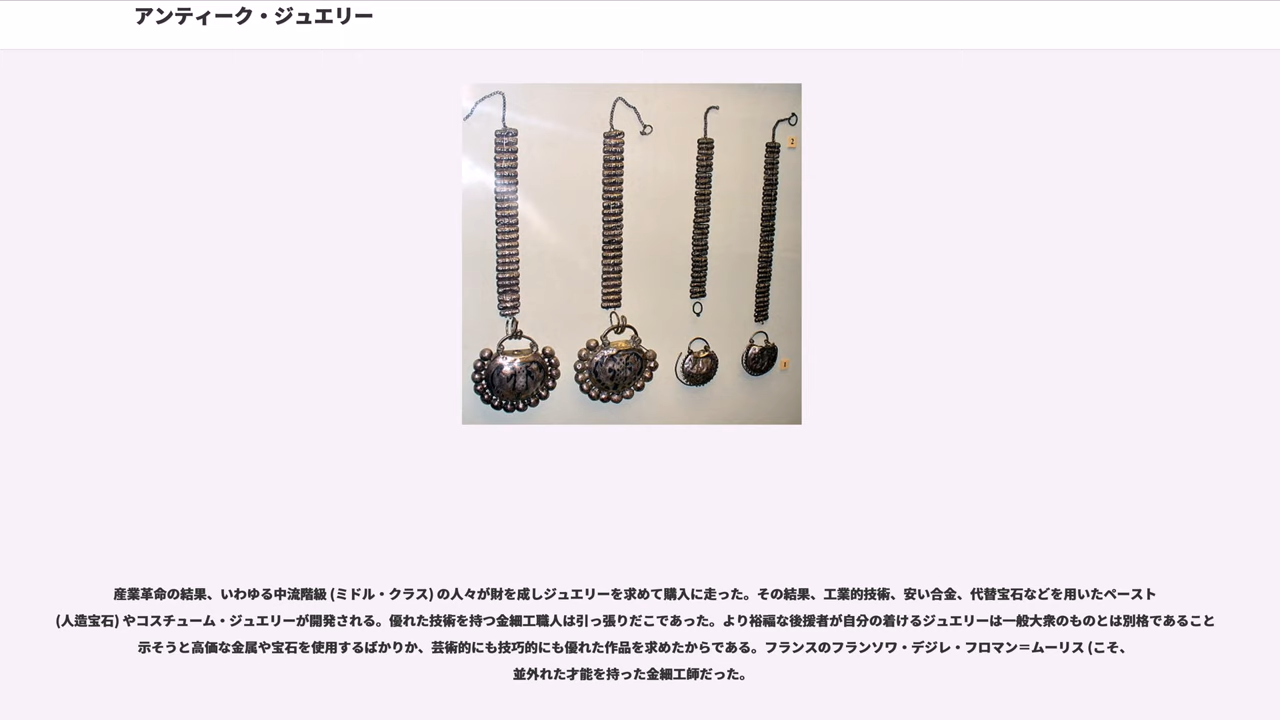 アンティーク・ジュエリー
2
1
産業革命の結果、いわゆる中流階級 (ミドル・クラス) の人々が財を成しジュエリーを求めて購入に走った。その結果、工業的技術、安い合金、代替宝石などを用いたペースト
(人造宝石) やコスチューム・ジュエリーが開発される。優れた技術を持つ金細工職人は引っ張りだこであった。より裕福な後援者が自分の着けるジュエリーは一般大衆のものとは別格であること
示そうと高価な金属や宝石を使用するばかりか、芸術的にも技巧的にも優れた作品を求めたからである。フランスのフランソワ・デジレ・フロマン＝ムーリス (こそ、
並外れた才能を持った金細工師だった。